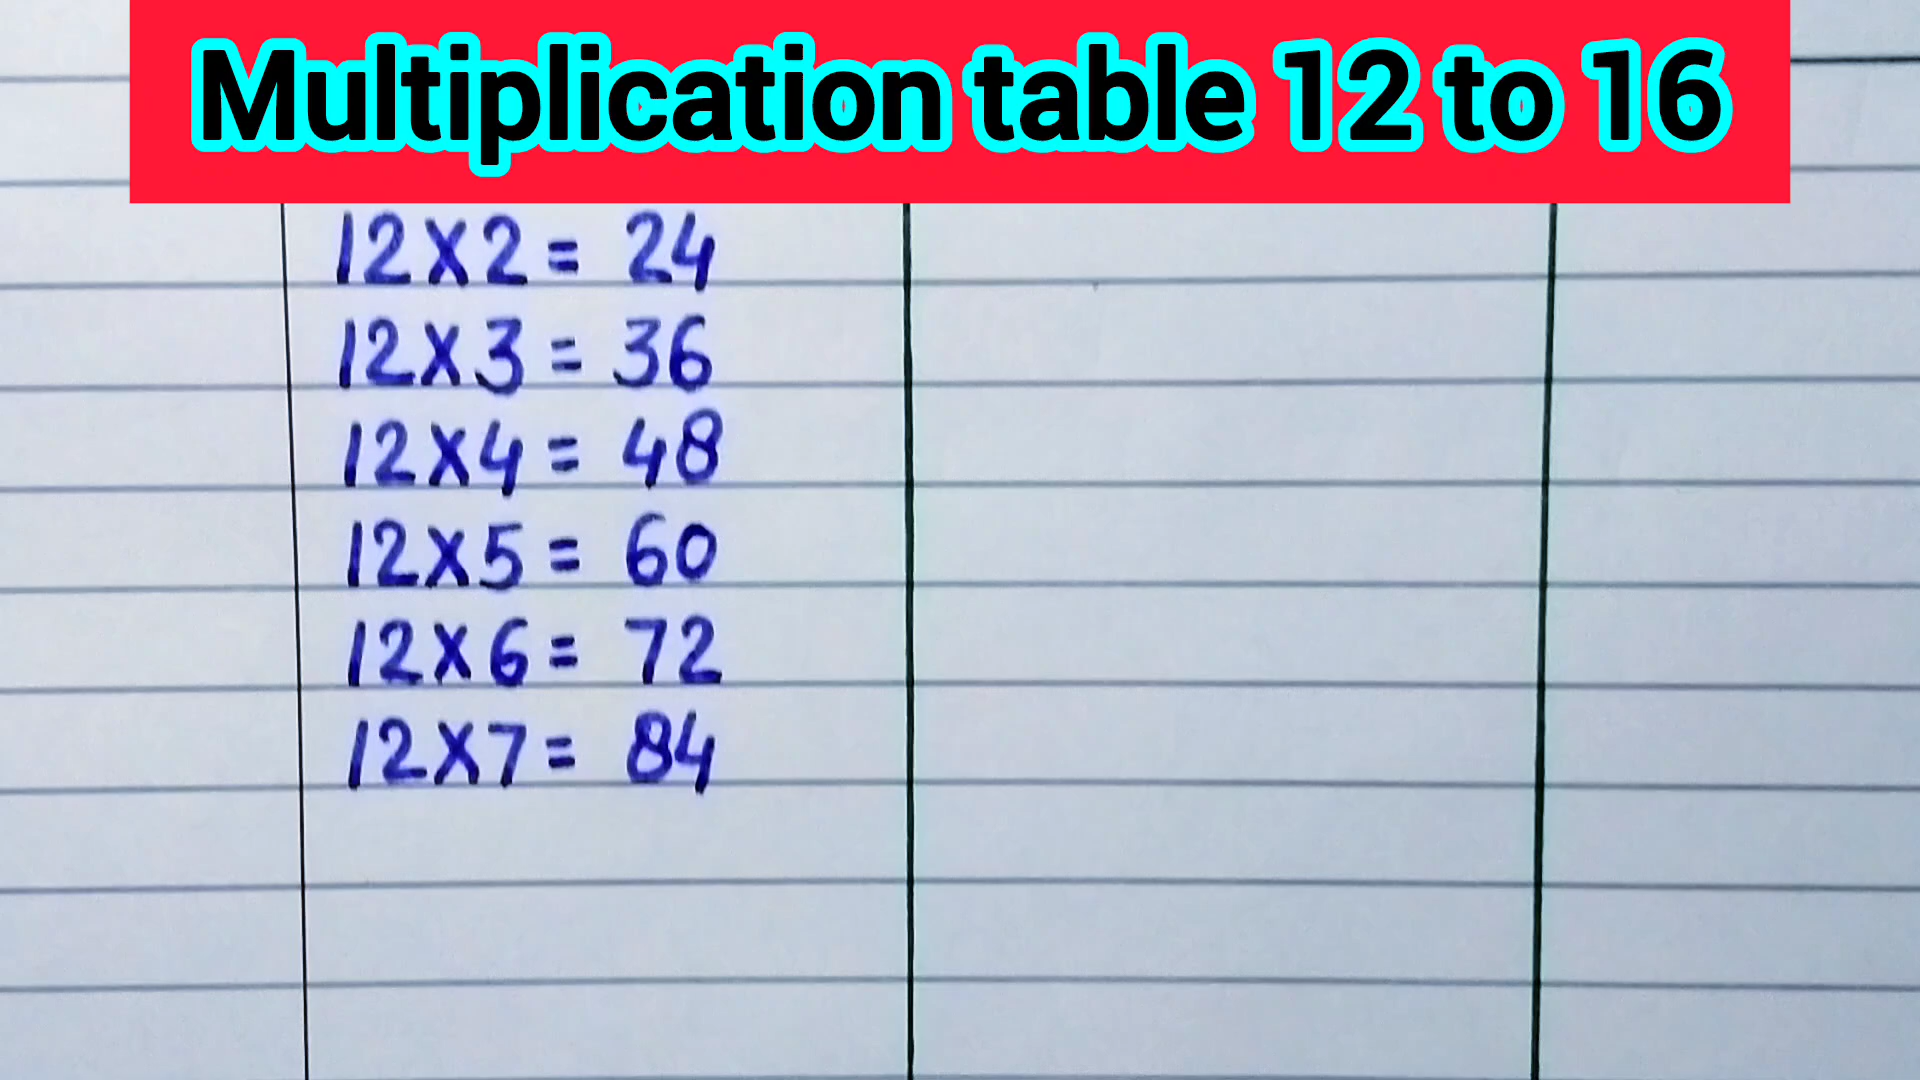 Multiplication table 12 to 16
12X2= 24
12X3= 36
12X4= 48
12X5= 60
12X6= 72
12X7= 84